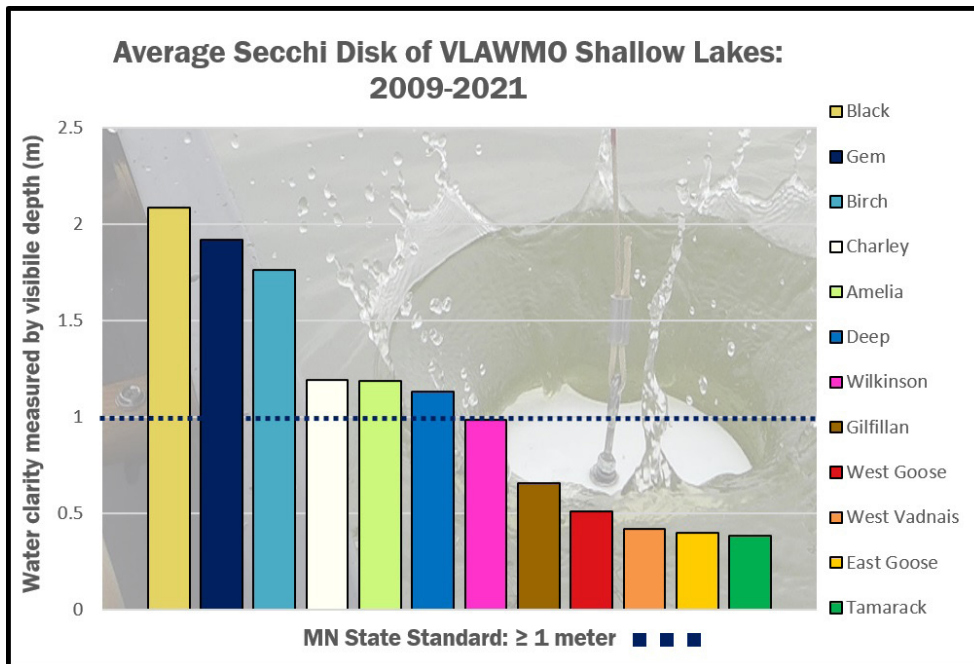 Average Secchi Disk of VLAWMO Shallow Lakes:
2009-2021
Water clarity measured by visibile depth (m)
2.5
2
1.5
1
0.5
0
Black
Gem
Birch
Charley
Amelia
Deep
Wilkinson
Gilfillan
West Goose
West Vadnais
East Goose
Tamarack
MN State Standard: ≥ 1 meter